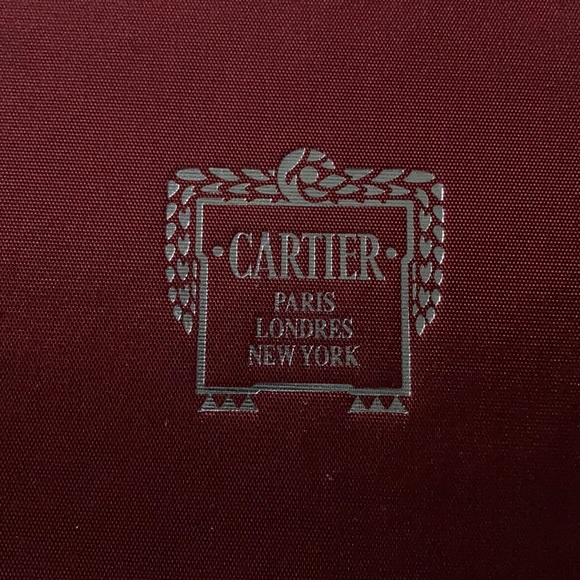 • CARTIER •
PARIS
LONDRES
NEW YORK